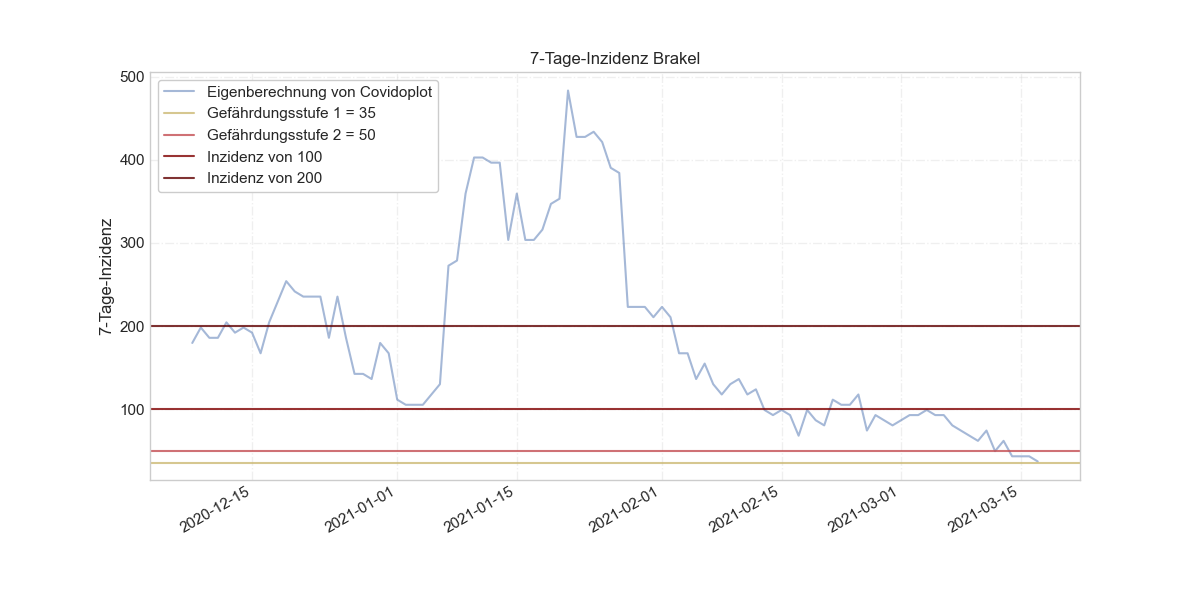 7-Tage-Inzidenz Brakel
Eigenberechnung von Covidoplot
Gefährdungsstufe 1 = 35
Gefährdungsstufe 2 = 50
Inzidenz von 100
Inzidenz von 200
7-Tage-Inzidenz
500
400
300
200
100
2020-12-15
2021-01-01
2021-01-15
2021-02-01
2021-02-15
2021-03-01
2021-03-15